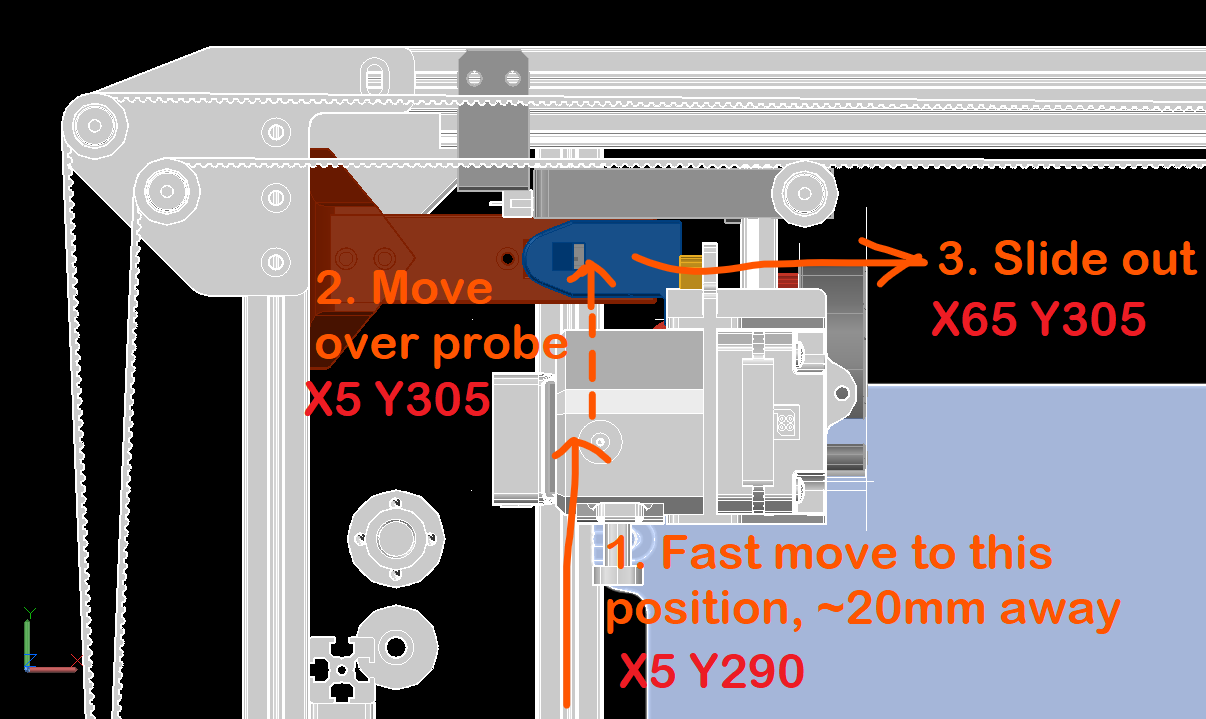 3. Slide out
X65 Y305
2. Move
over probe
X5 Y305
1. Fast move to this
position, ~20mm away
X5 Y290
Y
Z
X